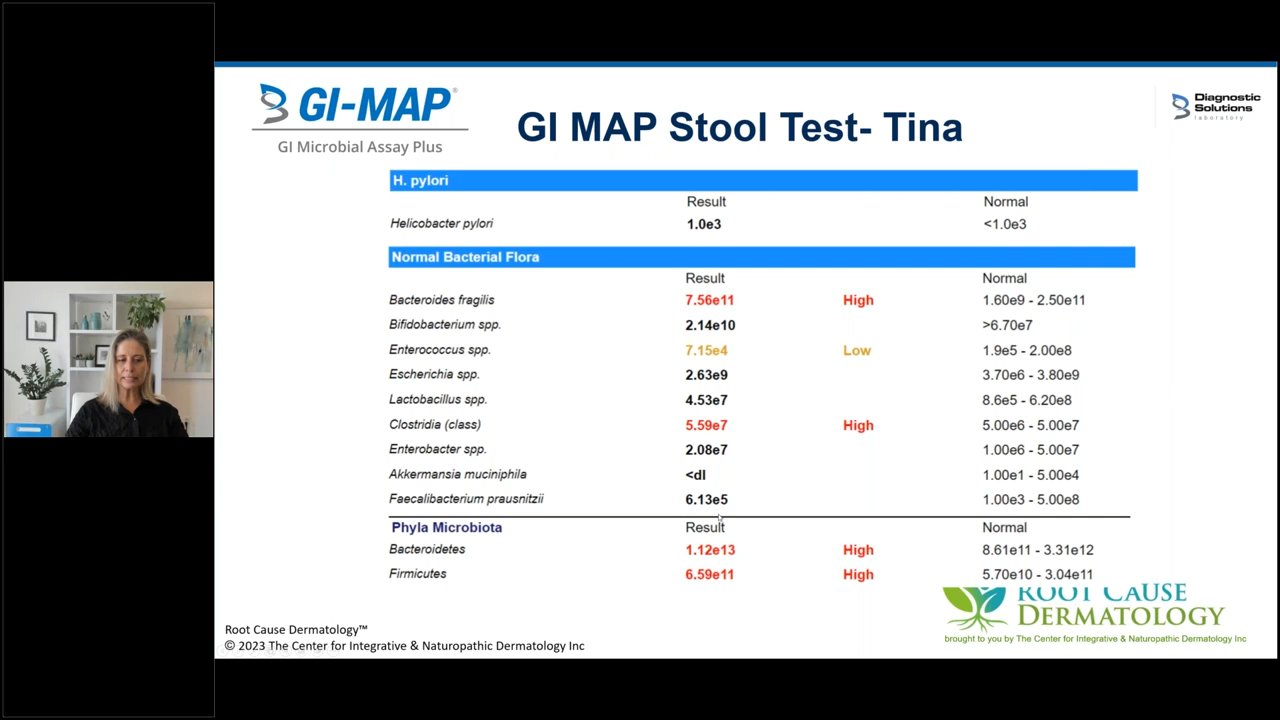 GI-MAP®
GI Microbial Assay Plus
GI MAP Stool Test- Tina
Diagnostic
Solutions
laboratory
H. pylori
Result Normal
Helicobacter pylori 1.0e3 <1.0e3
Normal Bacterial Flora
Result Normal
Bacteroides fragilis 7.56e11 High 1.60e9 - 2.50e11
Bifidobacterium spp. 2.14e10 >6.70e7
Enterococcus spp. 7.15e4 Low 1.9e5 - 2.00e8
Escherichia spp. 2.63e9 3.70e6 - 3.80e9
Lactobacillus spp. 4.53e7 8.6e5 - 6.20e8
Clostridia (class) 5.59e7 High 5.00e6 - 5.00e7
Enterobacter spp. 2.08e7 1.00e6 - 5.00e7
Akkermansia muciniphila <dl 1.00e1 - 5.00e4
Faecalibacterium prausnitzii 6.13e5 1.00e3 - 5.00e8
Phyla Microbiota Result Normal
Bacteroidetes 1.12e13 High 8.61e11 - 3.31e12
Firmicutes 6.59e11 High 5.70e10 - 3.04e11
ROOT CAUSE
DERMATOLOGY
brought to you by The Center for Integrative & Naturopathic Dermatology Inc
Root Cause Dermatology™
© 2023 The Center for Integrative & Naturopathic Dermatology Inc